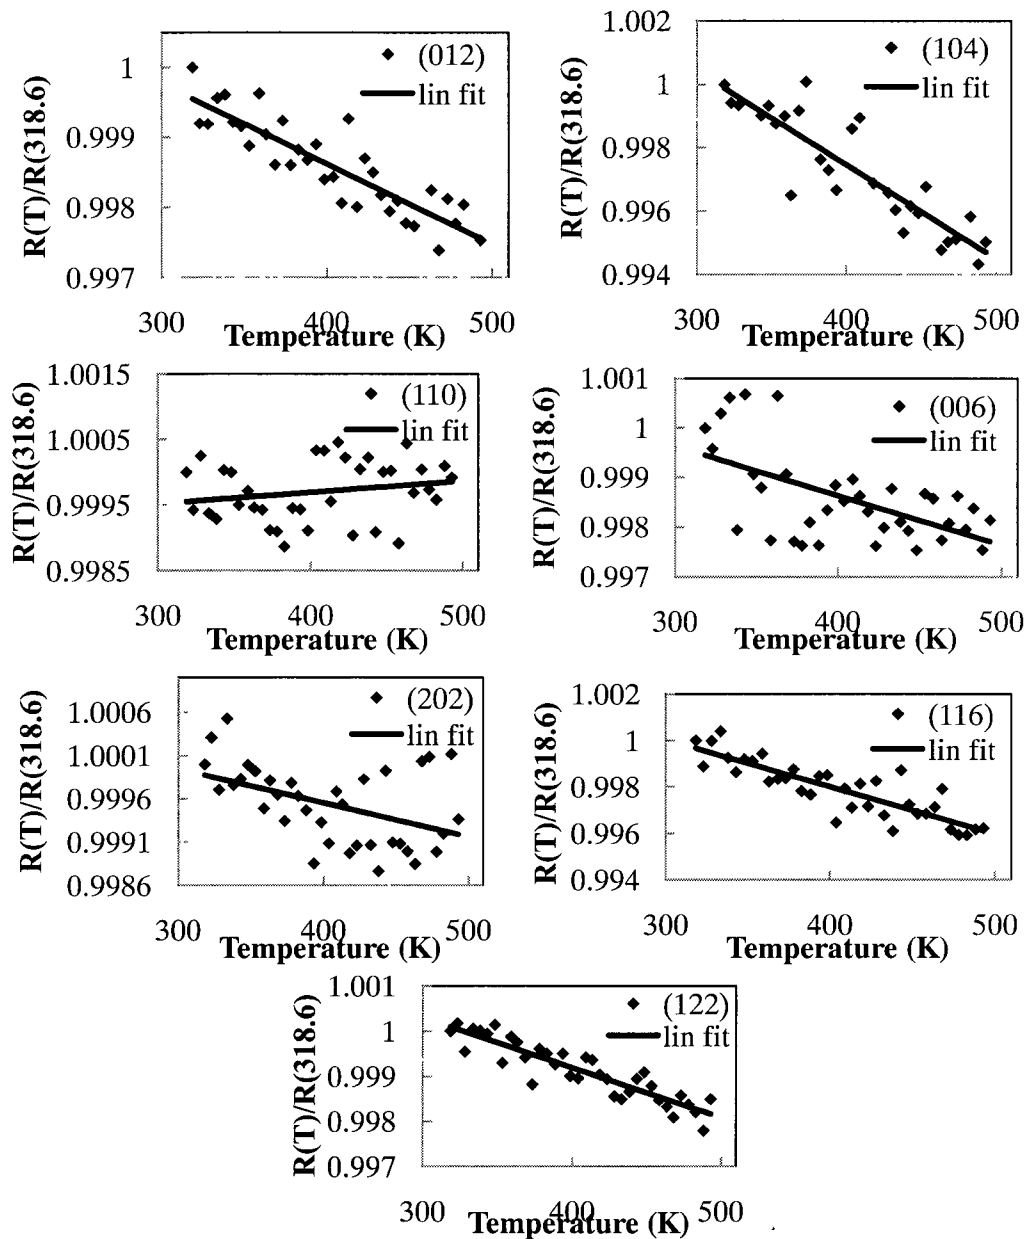 R(T)/R(318.6)
1
0.999
0.998
0.997
(012)
lin fit
300 400 500
Temperature (K)
R(T)/R(318.6)
1.002
1
0.998
0.996
0.994
(104)
lin fit
300 400 500
Temperature (K)
R(T)/R(318.6)
1.0015
1.0005
0.9995
0.9985
(110)
lin fit
300 400 500
Temperature (K)
R(T)/R(318.6)
1.001
1
0.999
0.998
0.997
(006)
lin fit
300 400 500
Temperature (K)
R(T)/R(318.6)
1.0006
1.0001
0.9996
0.9991
0.9986
(202)
lin fit
300 400 500
Temperature (K)
R(T)/R(318.6)
1.002
1
0.998
0.996
0.994
(116)
lin fit
300 400 500
Temperature (K)
R(T)/R(318.6)
1.001
1
0.999
0.998
0.997
(122)
lin fit
300 400 500
Temperature (K)